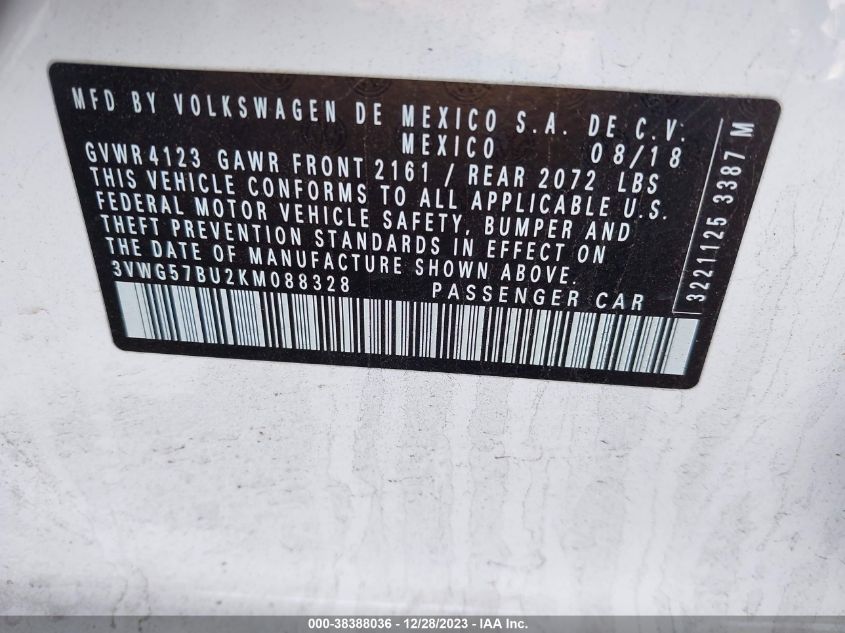 MFD BY VOLKSWAGEN DE MEXICO S.A. DE C.V.
MEXICO 08/18
GVWR 4123 GAWR FRONT 2161 / REAR 2072 LBS
THIS VEHICLE CONFORMS TO ALL APPLICABLE U.S.
FEDERAL MOTOR VEHICLE SAFETY, BUMPER AND
THEFT PREVENTION STANDARDS IN EFFECT ON
THE DATE OF MANUFACTURE SHOWN ABOVE.
3VWG57BU2KM088328 PASSENGER CAR
3221125 3387 M
000-38388036 - 12/28/2023 - IAA Inc.